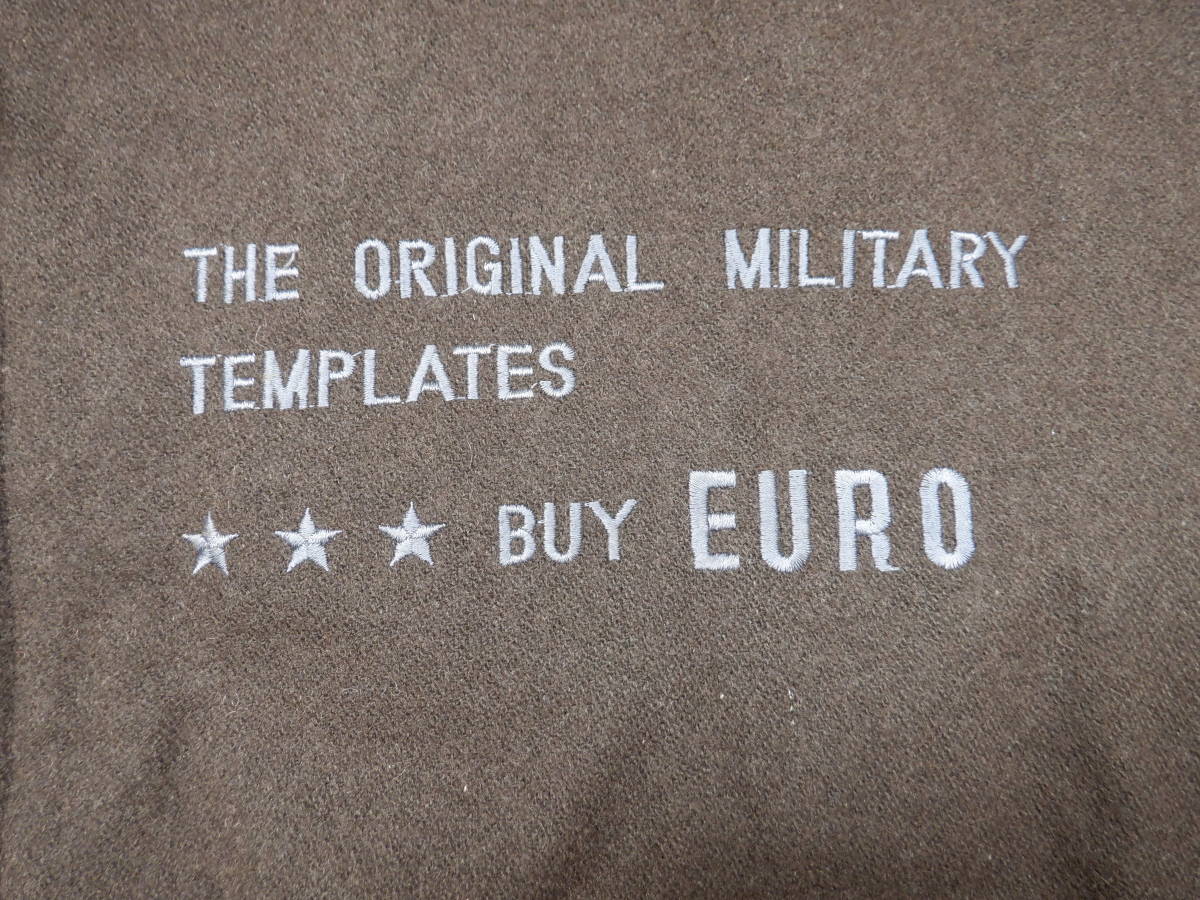 THE ORIGINAL MILITARY
TEMPLATES
★ ★ ★ BUY EURO